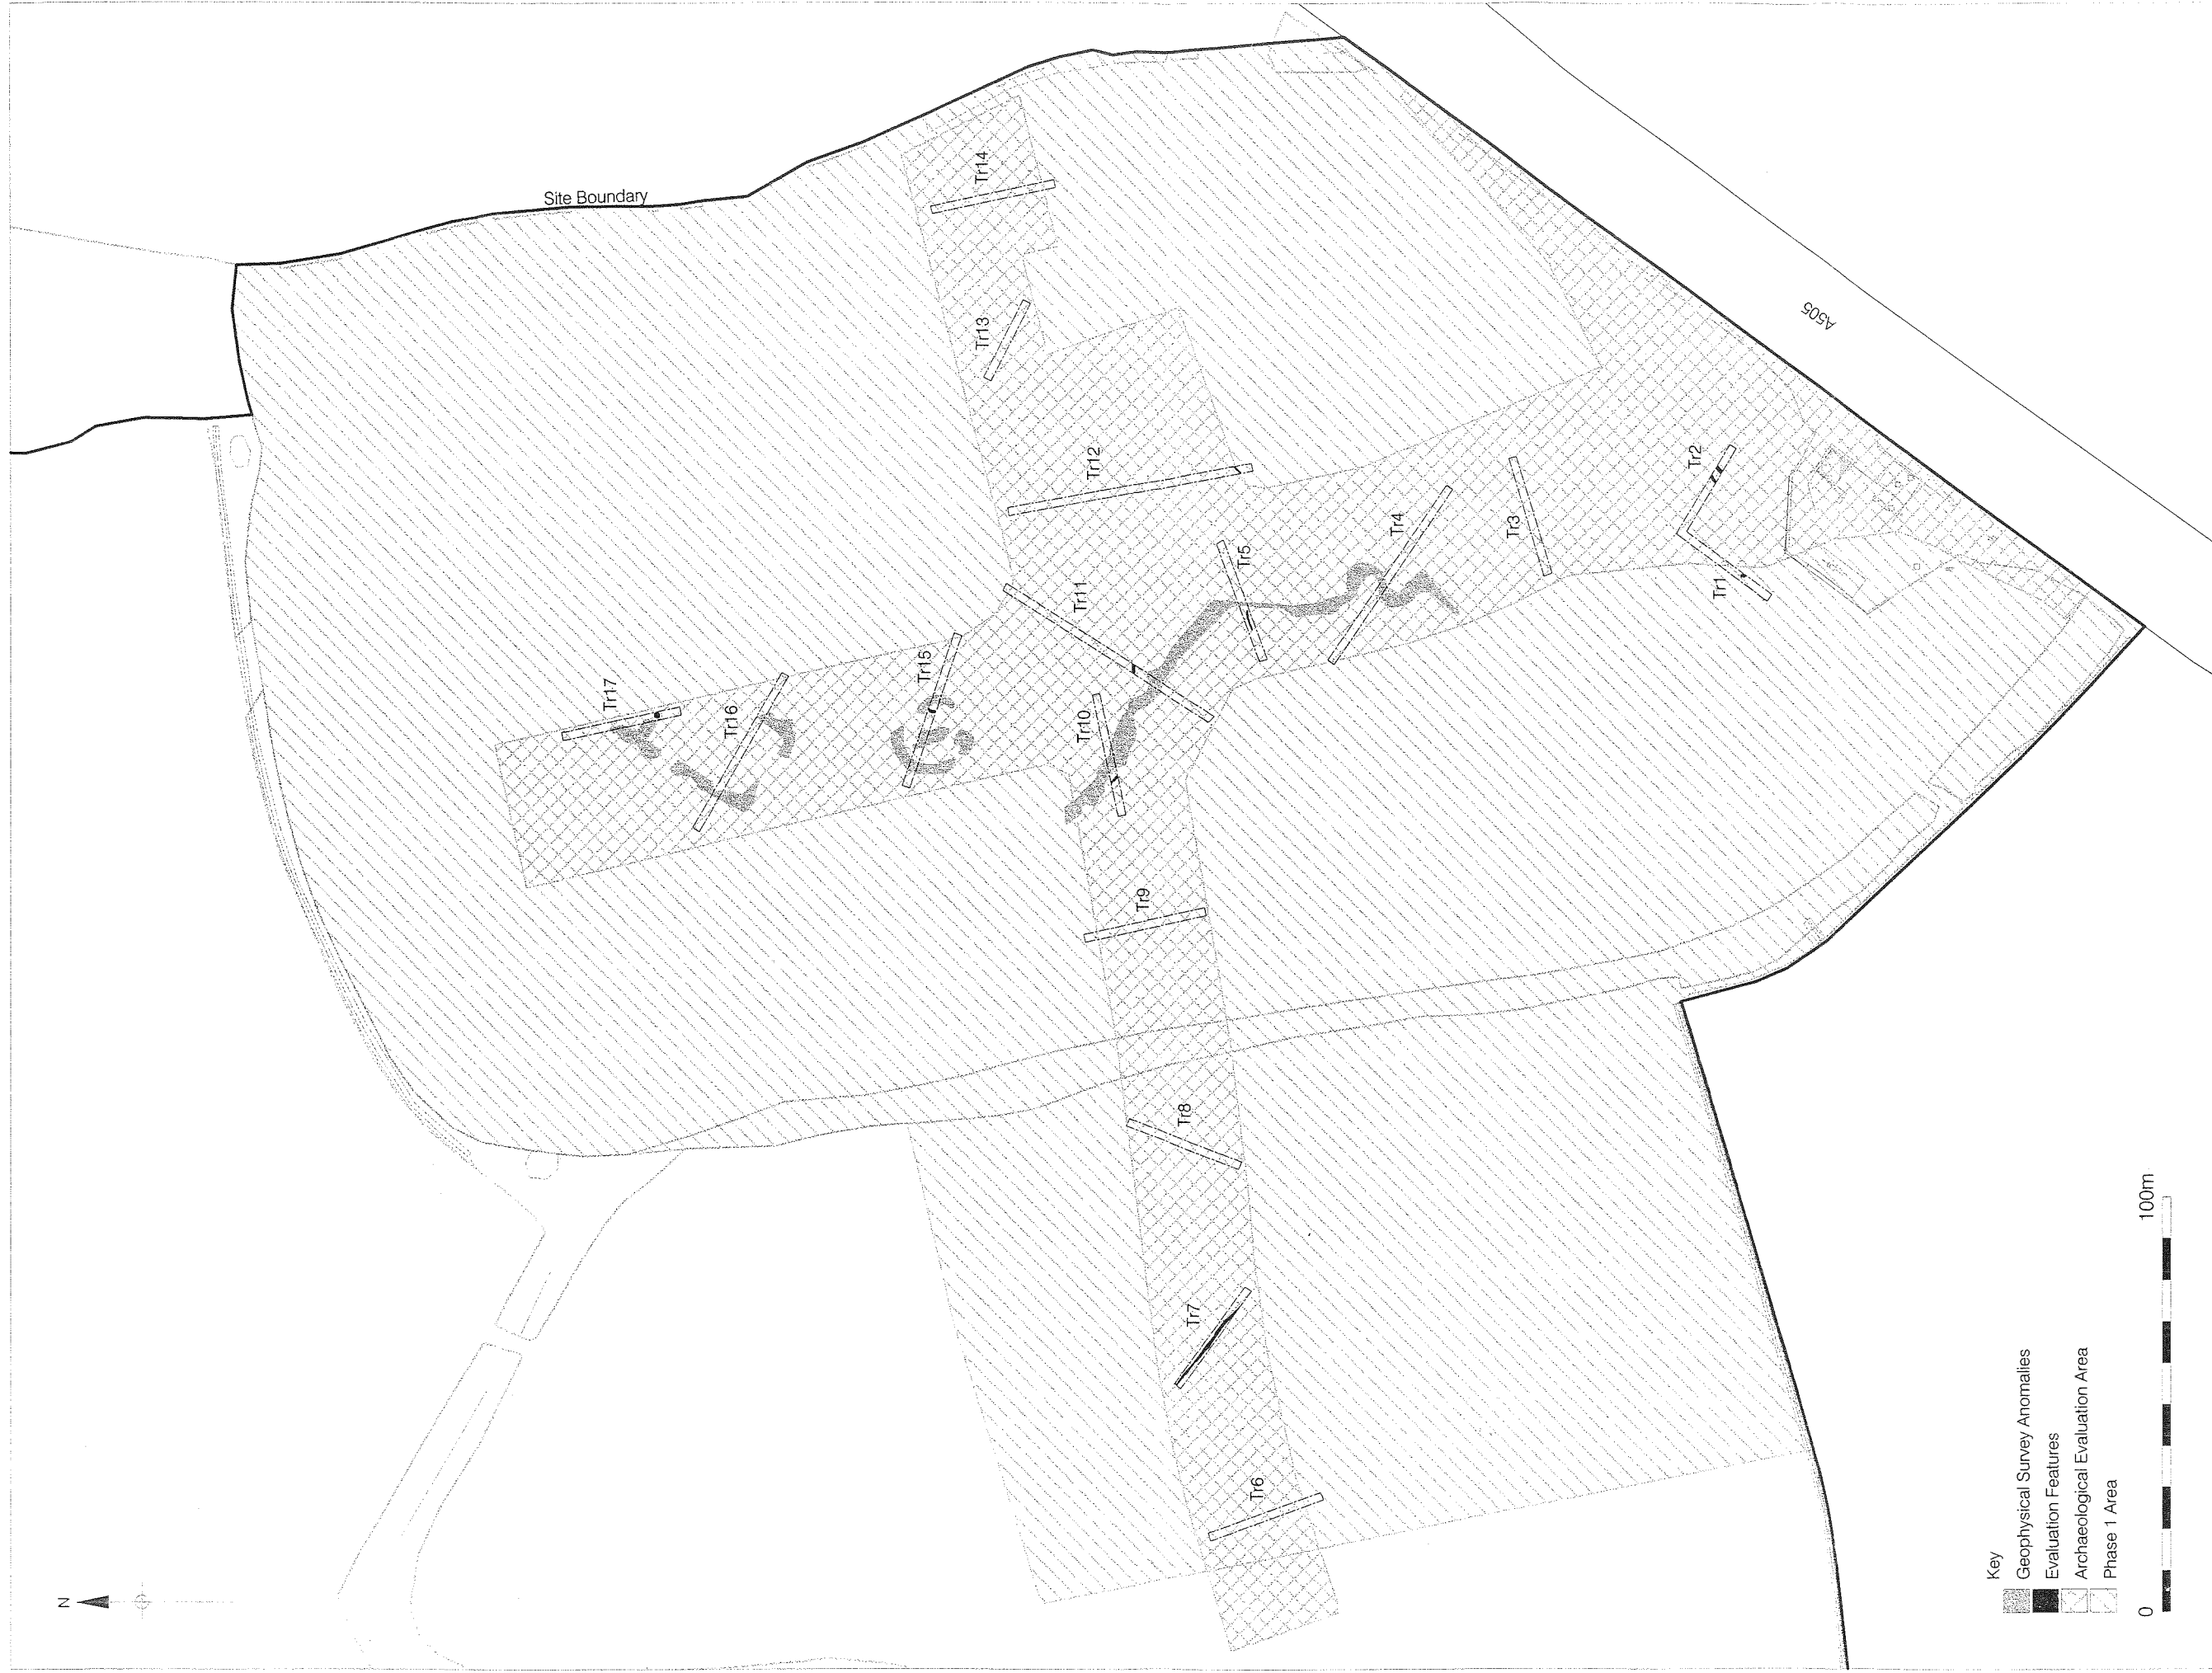 N
Site Boundary
A505
Tr17
Tr16
Tr15
Tr14
Tr13
Tr12
Tr11
Tr10
Tr9
Tr8
Tr7
Tr6
Tr5
Tr4
Tr3
Tr2
Tr1
Key
Geophysical Survey Anomalies
Evaluation Features
Archaeological Evaluation Area
Phase 1 Area
0
100m